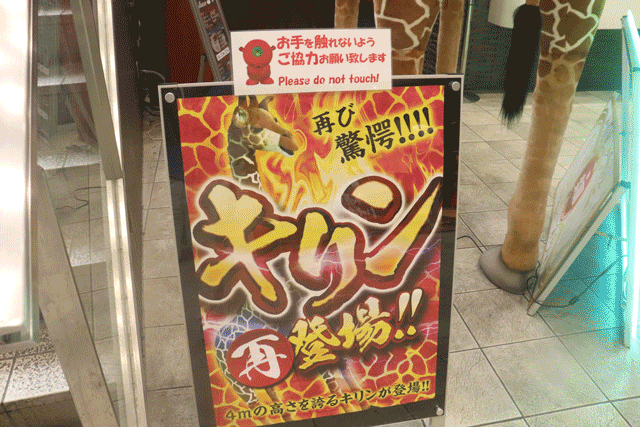 お手を触れないよう
ご協力お願い致します
Please do not touch!
再び
驚愕!!!!
キリン
再登場!!
4mの高さを誇るキリンが登場!!